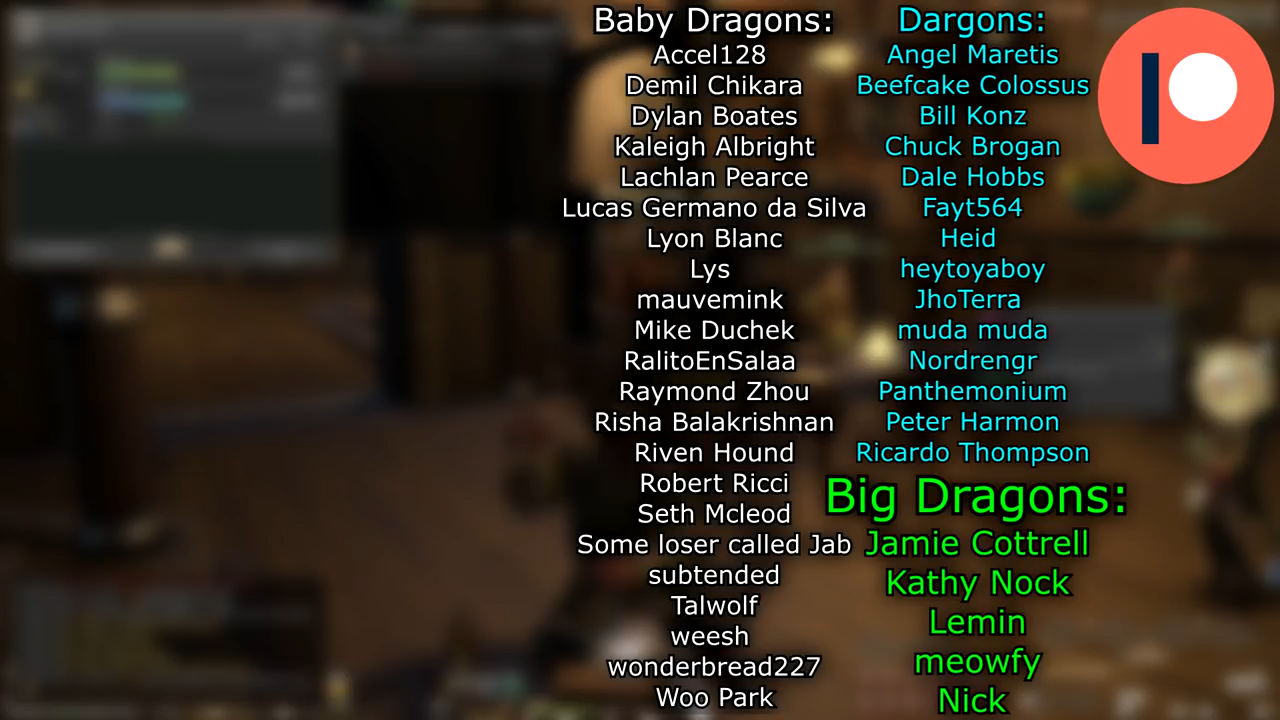 Baby Dragons:
Accel128
Demil Chikara
Dylan Boates
Kaleigh Albright
Lachlan Pearce
Lucas Germano da Silva
Lyon Blanc
Lys
mauvemink
Mike Duchek
RalitoEnSalaa
Raymond Zhou
Risha Balakrishnan
Riven Hound
Robert Ricci
Seth Mcleod
Some loser called Jab
subtended
Talwolf
weesh
wonderbread227
Woo Park
Dargons:
Angel Maretis
Beefcake Colossus
Bill Konz
Chuck Brogan
Dale Hobbs
Fayt564
Heid
heytoyaboy
JhoTerra
muda muda
Nordrengr
Panthemonium
Peter Harmon
Ricardo Thompson
Big Dragons:
Jamie Cottrell
Kathy Nock
Lemin
meowfy
Nick